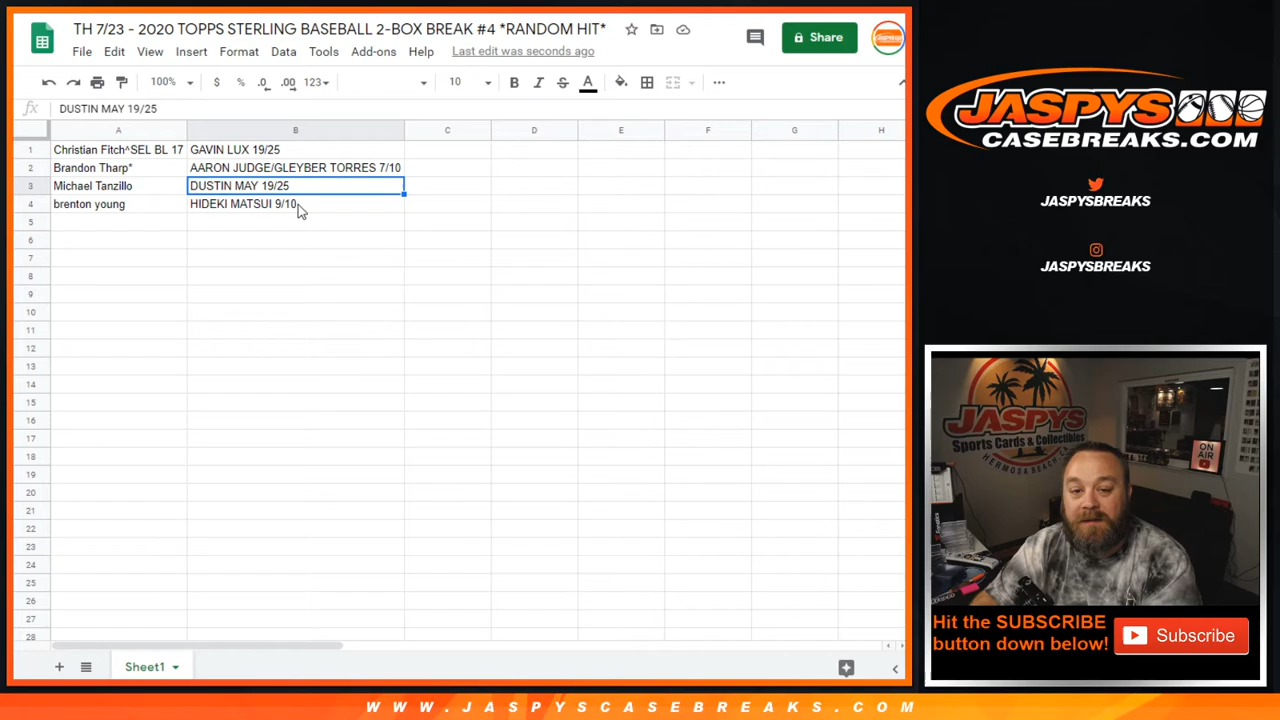 TH 7/23 - 2020 TOPPS STERLING BASEBALL 2-BOX BREAK #4 *RANDOM HIT*
File Edit View Insert Format Data Tools Add-ons Help Last edit was seconds ago
Share
100% $ % .0 .00 123 10 B I S A
fx DUSTIN MAY 19/25
A B C D E F G H
1 Christian Fitch^SEL BL 17 GAVIN LUX 19/25
2 Brandon Tharp* AARON JUDGE/GLEYBER TORRES 7/10
3 Michael Tanzillo DUSTIN MAY 19/25
4 brenton young HIDEKI MATSUI 9/10
5
6
7
8
9
10
11
12
13
14
15
16
17
18
19
20
21
22
23
24
25
26
27
28
Sheet1
JASPYS
CASEBREAKS.COM
JASPYSBREAKS
JASPYSBREAKS
JASPYS
Sports Cards & Collectibles
HERMOSA BEACH, CA
ON
AIR
Hit the SUBSCRIBE
button down below!
Subscribe
WWW.JASPYSCASEBREAKS.COM